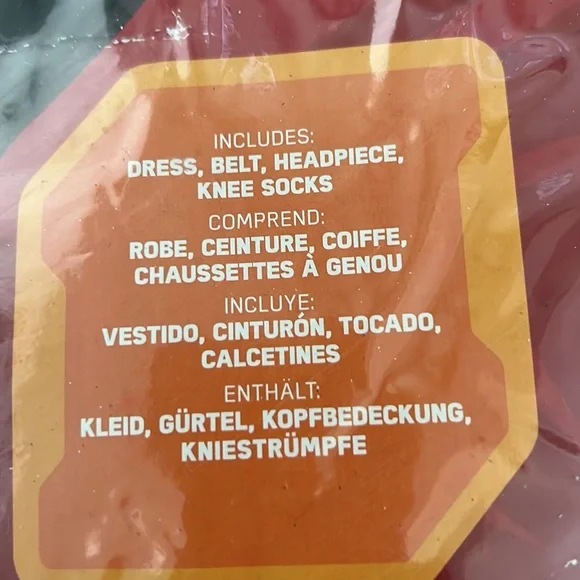 INCLUDES:
DRESS, BELT, HEADPIECE,
KNEE SOCKS
COMPREND:
ROBE, CEINTURE, COIFFE,
CHAUSSETTES À GENOU
INCLUYE:
VESTIDO, CINTURÓN, TOCADO,
CALCETINES
ENTHÄLT:
KLEID, GÜRTEL, KOPFBEDECKUNG,
KNIESTRÜMPFE